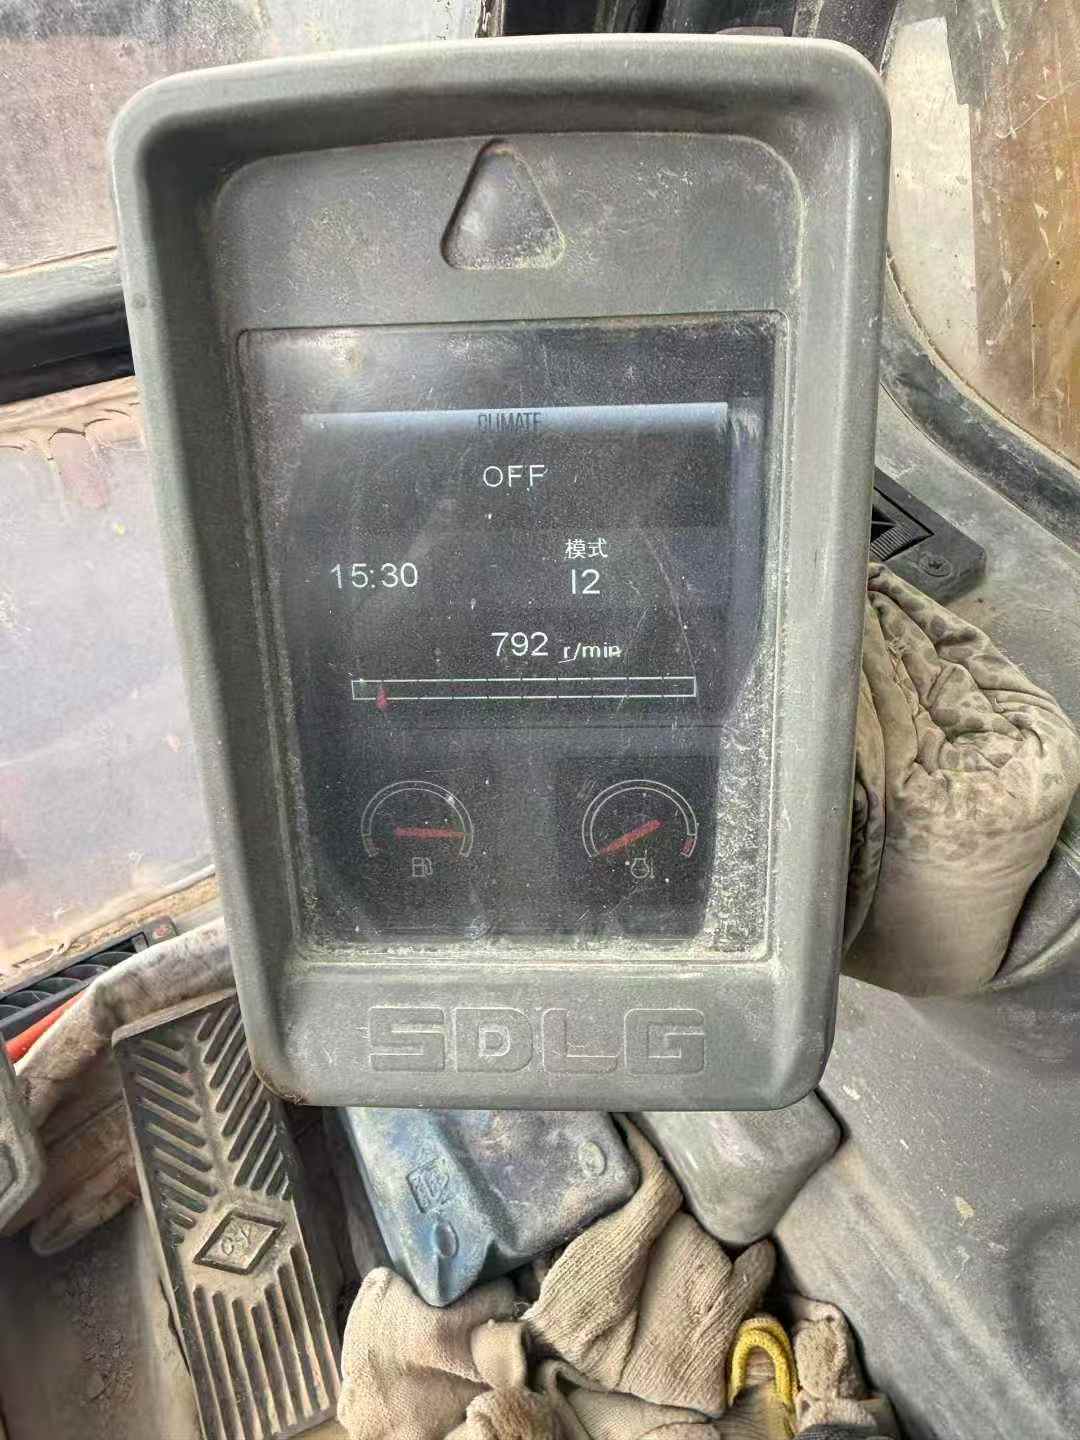 CLIMATE
OFF
模式
15:30
I2
792 r/min
SDLG